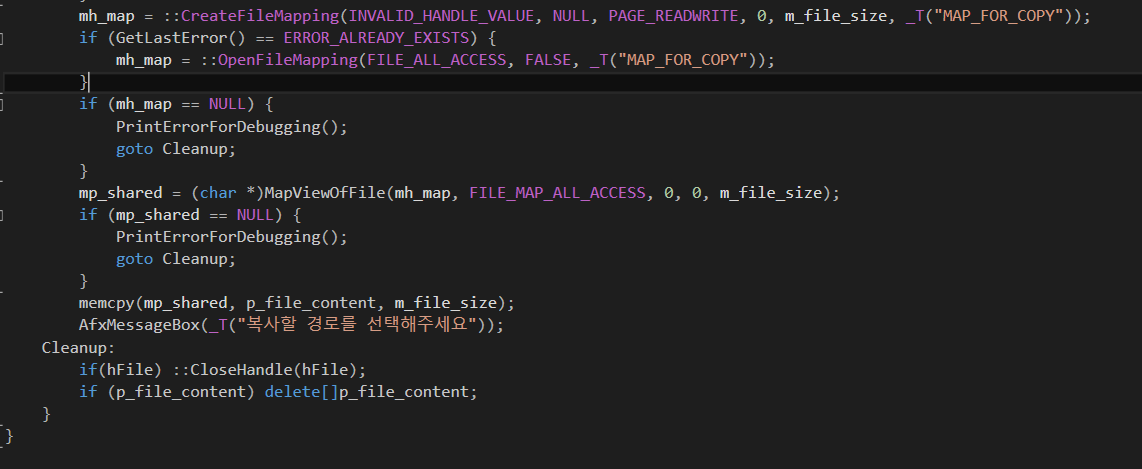 mh_map = ::CreateFileMapping(INVALID_HANDLE_VALUE, NULL, PAGE_READWRITE, 0, m_file_size, _T("MAP_FOR_COPY"));
if (GetLastError() == ERROR_ALREADY_EXISTS) {
mh_map = ::OpenFileMapping(FILE_ALL_ACCESS, FALSE, _T("MAP_FOR_COPY"));
}
if (mh_map == NULL) {
PrintErrorForDebugging();
goto Cleanup;
}
mp_shared = (char *)MapViewOfFile(mh_map, FILE_MAP_ALL_ACCESS, 0, 0, m_file_size);
if (mp_shared == NULL) {
PrintErrorForDebugging();
goto Cleanup;
}
memcpy(mp_shared, p_file_content, m_file_size);
AfxMessageBox(_T("복사할 경로를 선택해주세요"));
Cleanup:
if(hFile) ::CloseHandle(hFile);
if (p_file_content) delete[]p_file_content;
}
}